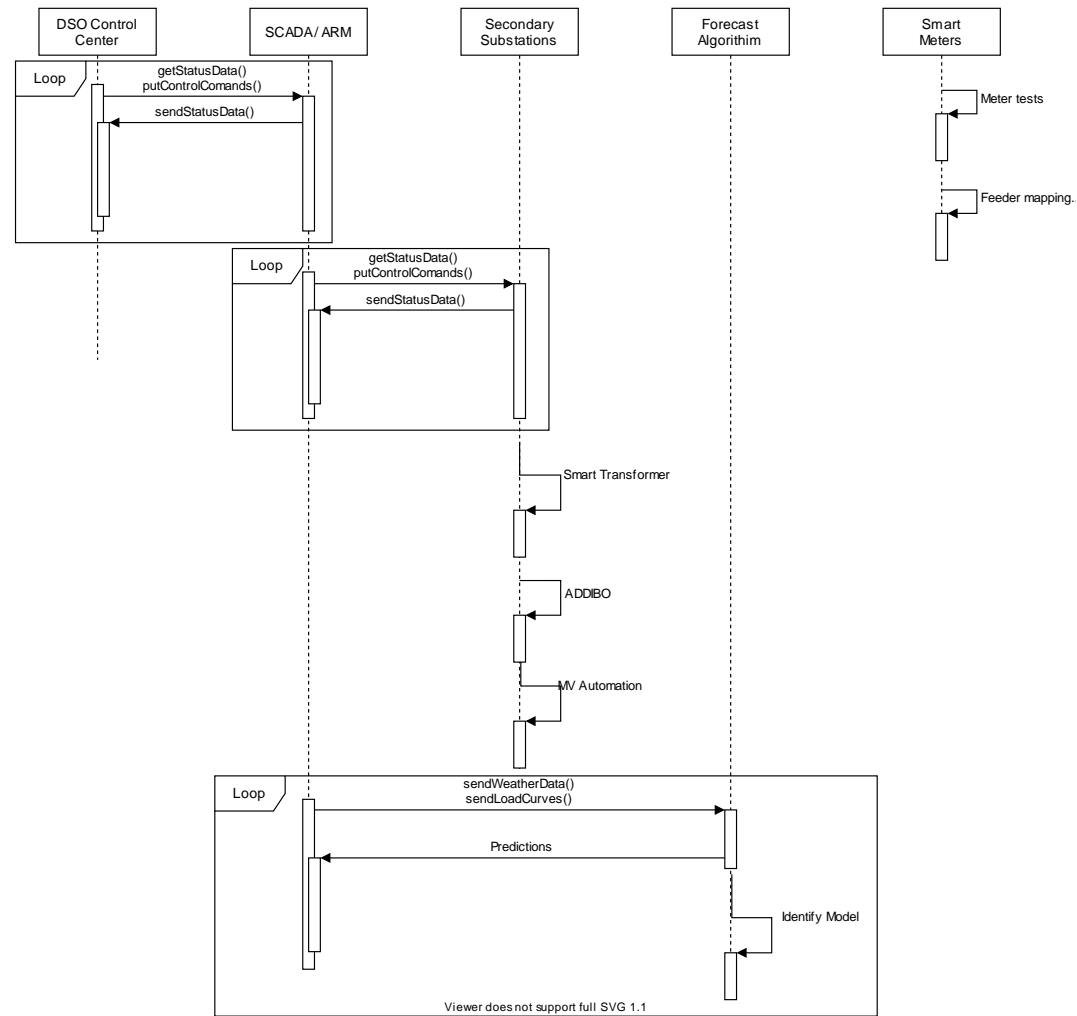 DSO Control
Center
SCADA / ARM
Secondary
Substations
Forecast
Algorithim
Smart
Meters
Loop
getStatusData()
putControlComands()
sendStatusData()
Meter tests
Feeder mapping..
Loop
getStatusData()
putControlComands()
sendStatusData()
Smart Transformer
ADDIBO
MV Automation
Loop
sendWeatherData()
sendLoadCurves()
Predictions
Identify Model
Viewer does not support full SVG 1.1